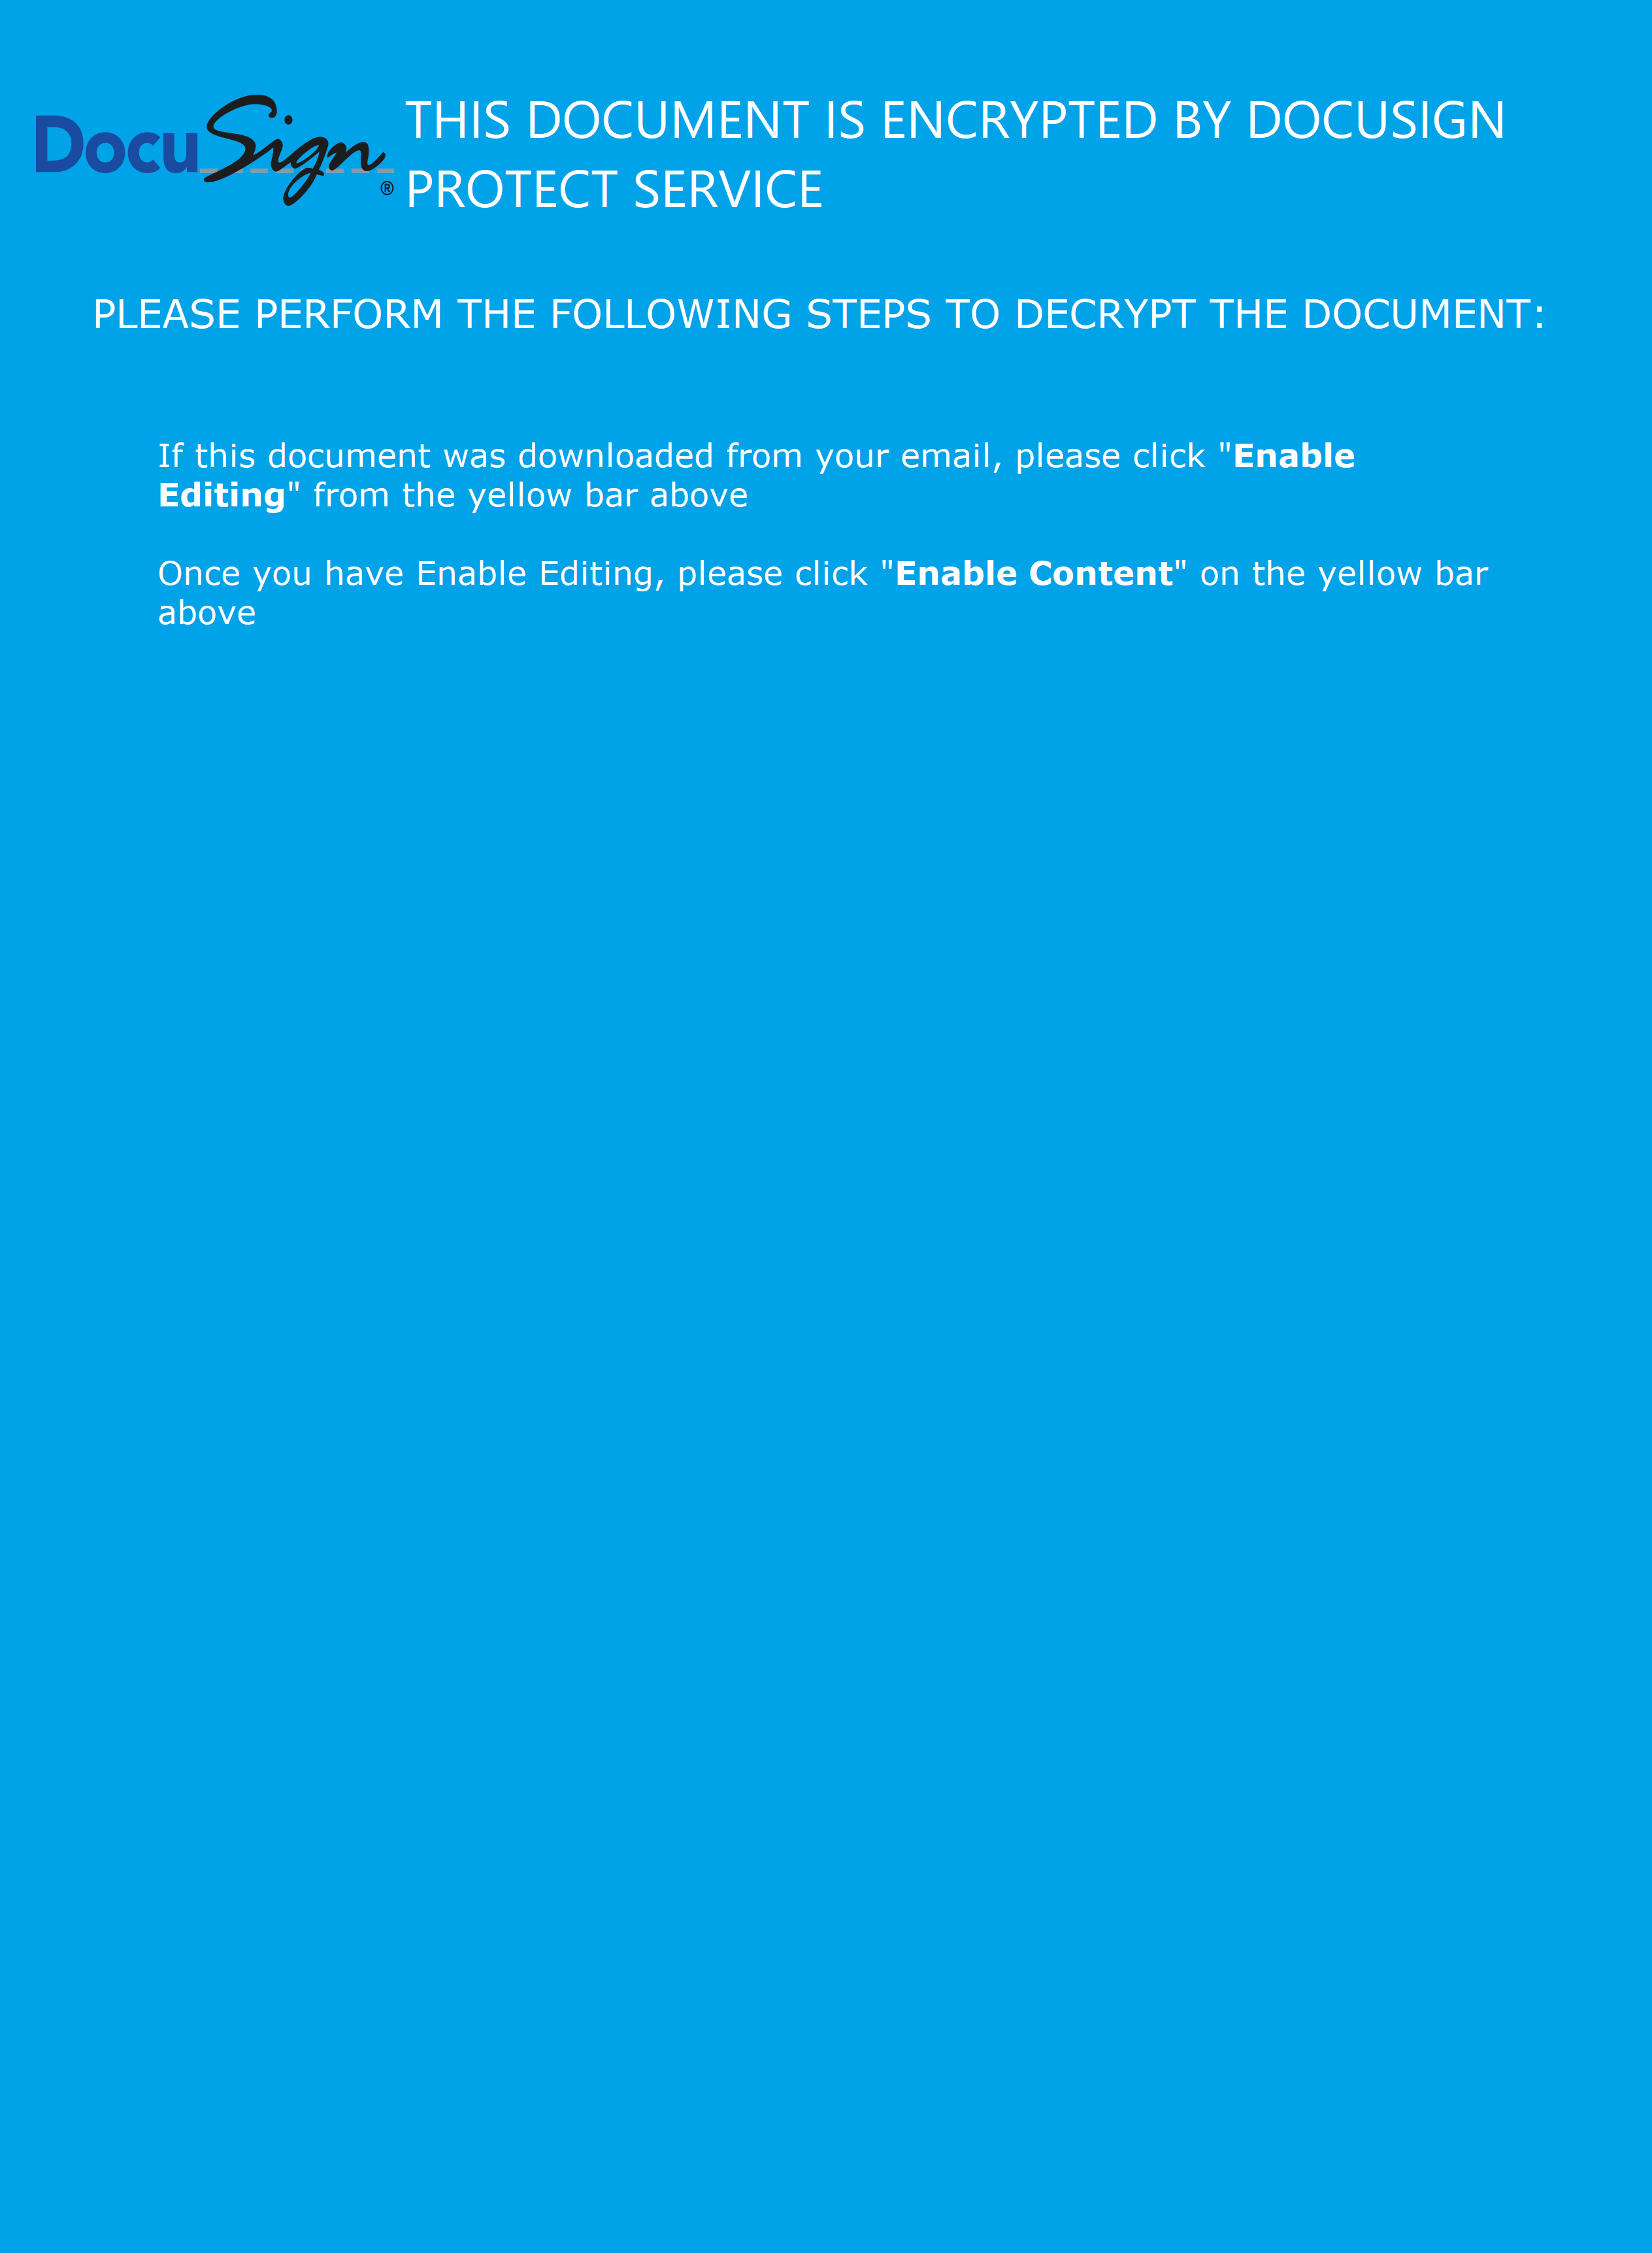 DocuSign®
THIS DOCUMENT IS ENCRYPTED BY DOCUSIGN
PROTECT SERVICE
PLEASE PERFORM THE FOLLOWING STEPS TO DECRYPT THE DOCUMENT:
If this document was downloaded from your email, please click "Enable
Editing" from the yellow bar above
Once you have Enable Editing, please click "Enable Content" on the yellow bar
above